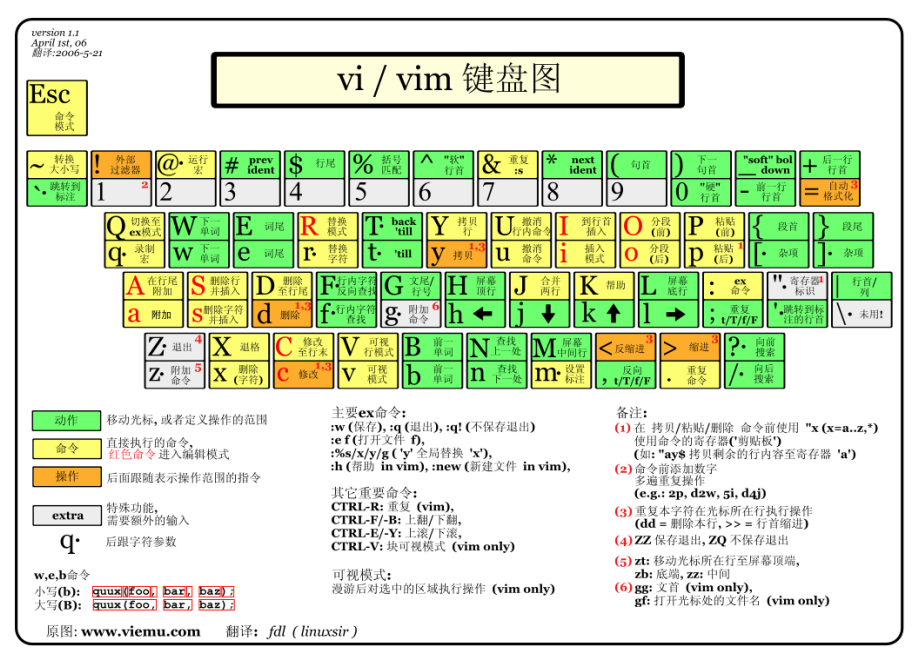 version 1.1
April 1st, 06
翻译:2006-5-21
vi / vim 键盘图
Esc
命令
模式
~ 转换
大小写
! 外部
过滤器
@· 运行
宏
# prev
ident
$ 行尾
% 括号
匹配
^ "软"
行首
& 重复
:s
* next
ident
( 句首
) 下一
句首
"soft" bol
_ down
+ 后一行
行首
`· 跳转到
标注
1 2
2
3
4
5
6
7
8
9
0 "硬"
行首
- 前一行
行首
= 自动3
格式化
Q 切换至
ex模式
W 下一
单词
E 词尾
R 替换
模式
T· back
'till
Y 拷贝
行
U 撤消
行内命令
I 到行首
插入
O 分段
(前)
P 粘贴
(前)
{ 段首
} 段尾
q· 录制
宏
w 下一
单词
e 词尾
r· 替换
字符
t· 'till
y 拷贝1,3
u 撤消
命令
i 插入
模式
o 分段
(后)
p 粘贴1
(后)
[· 杂项
]· 杂项
A 在行尾
附加
S 删除行
并插入
D 删除
至行尾
F· 行内字符
反向查找
G 文尾/
行号
H 屏幕
顶行
J 合并
两行
K 帮助
L 屏幕
底行
: ex
命令
"· 寄存器1
标识
| 行首/
列
a 附加
s 删除字符
并插入
d 删除1,3
f· 行内字符
查找
g· 附加6
命令
h ←
j ↓
k ↑
l →
; 重复
t/T/f/F
'· 跳转到标
注的行首
\· 未用!
Z· 退出4
X 退格
C 修改
至行末
V 可视
行模式
B 前一
单词
N 查找
上一处
M 屏幕
中间行
< 反缩进3
> 缩进3
?· 向前
搜索
z· 附加5
命令
x 删除
(字符)
c 修改1,3
v 可视
模式
b 前一
单词
n 查找
下一处
m· 设置
标注
, 反向
t/T/f/F
. 重复
命令
/· 向后
搜索
动作 移动光标, 或者定义操作的范围
命令 直接执行的命令,
红色命令进入编辑模式
操作 后面跟随表示操作范围的指令
extra 特殊功能,
需要额外的输入
q· 后跟字符参数
w,e,b命令
小写(b): quux(foo, bar, baz);
大写(B): quux(foo, bar, baz);
原图: www.viemu.com 翻译: fdl ( linuxsir )
主要ex命令:
:w (保存), :q (退出), :q! (不保存退出)
:e f (打开文件 f),
:%s/x/y/g ( 'y' 全局替换 'x'),
:h (帮助 in vim), :new (新建文件 in vim),
其它重要命令:
CTRL-R: 重复 (vim),
CTRL-F/-B: 上翻/下翻,
CTRL-E/-Y: 上滚/下滚,
CTRL-V: 块可视模式 (vim only)
可视模式:
漫游后对选中的区域执行操作 (vim only)
备注:
(1) 在 拷贝/粘贴/删除 命令前使用 "x (x=a..z,*)
使用命令的寄存器('剪贴板')
(如: "ay$ 拷贝剩余的行内容至寄存器 'a')
(2) 命令前添加数字
多遍重复操作
(e.g.: 2p, d2w, 5i, d4j)
(3) 重复本字符在光标所在行执行操作
(dd = 删除本行, >> = 行首缩进)
(4) ZZ 保存退出, ZQ 不保存退出
(5) zt: 移动光标所在行至屏幕顶端,
zb: 底端, zz: 中间
(6) gg: 文首 (vim only),
gf: 打开光标处的文件名 (vim only)